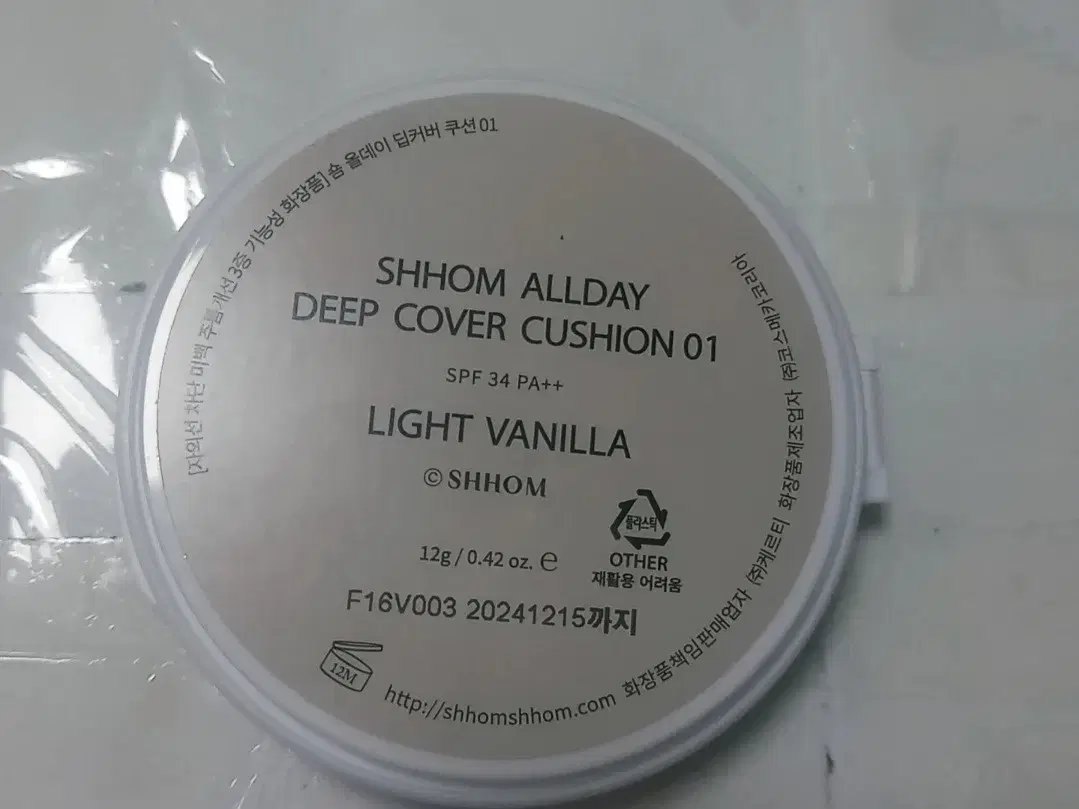 [자외선 차단 미백 주름개선 3중 기능성 화장품] 숌 올데이 딥커버 쿠션 01
SHHOM ALLDAY
DEEP COVER CUSHION 01
SPF 34 PA++
LIGHT VANILLA
© SHHOM
플라스틱
OTHER
재활용 어려움
12g / 0.42 oz. ℮
F16V003 20241215까지
12M
http://shhomshhom.com
화장품책임판매업자 (주)케르티 화장품제조업자 (주)코스메카코리아